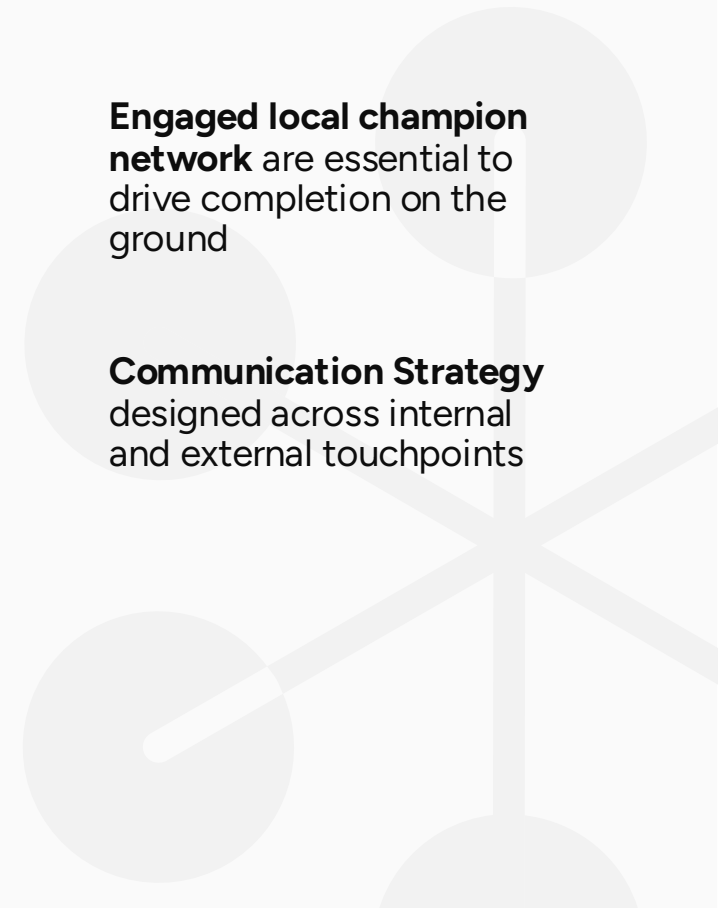 Engaged local champion
network are essential to
drive completion on the
ground
Communication Strategy
designed across internal
and external touchpoints